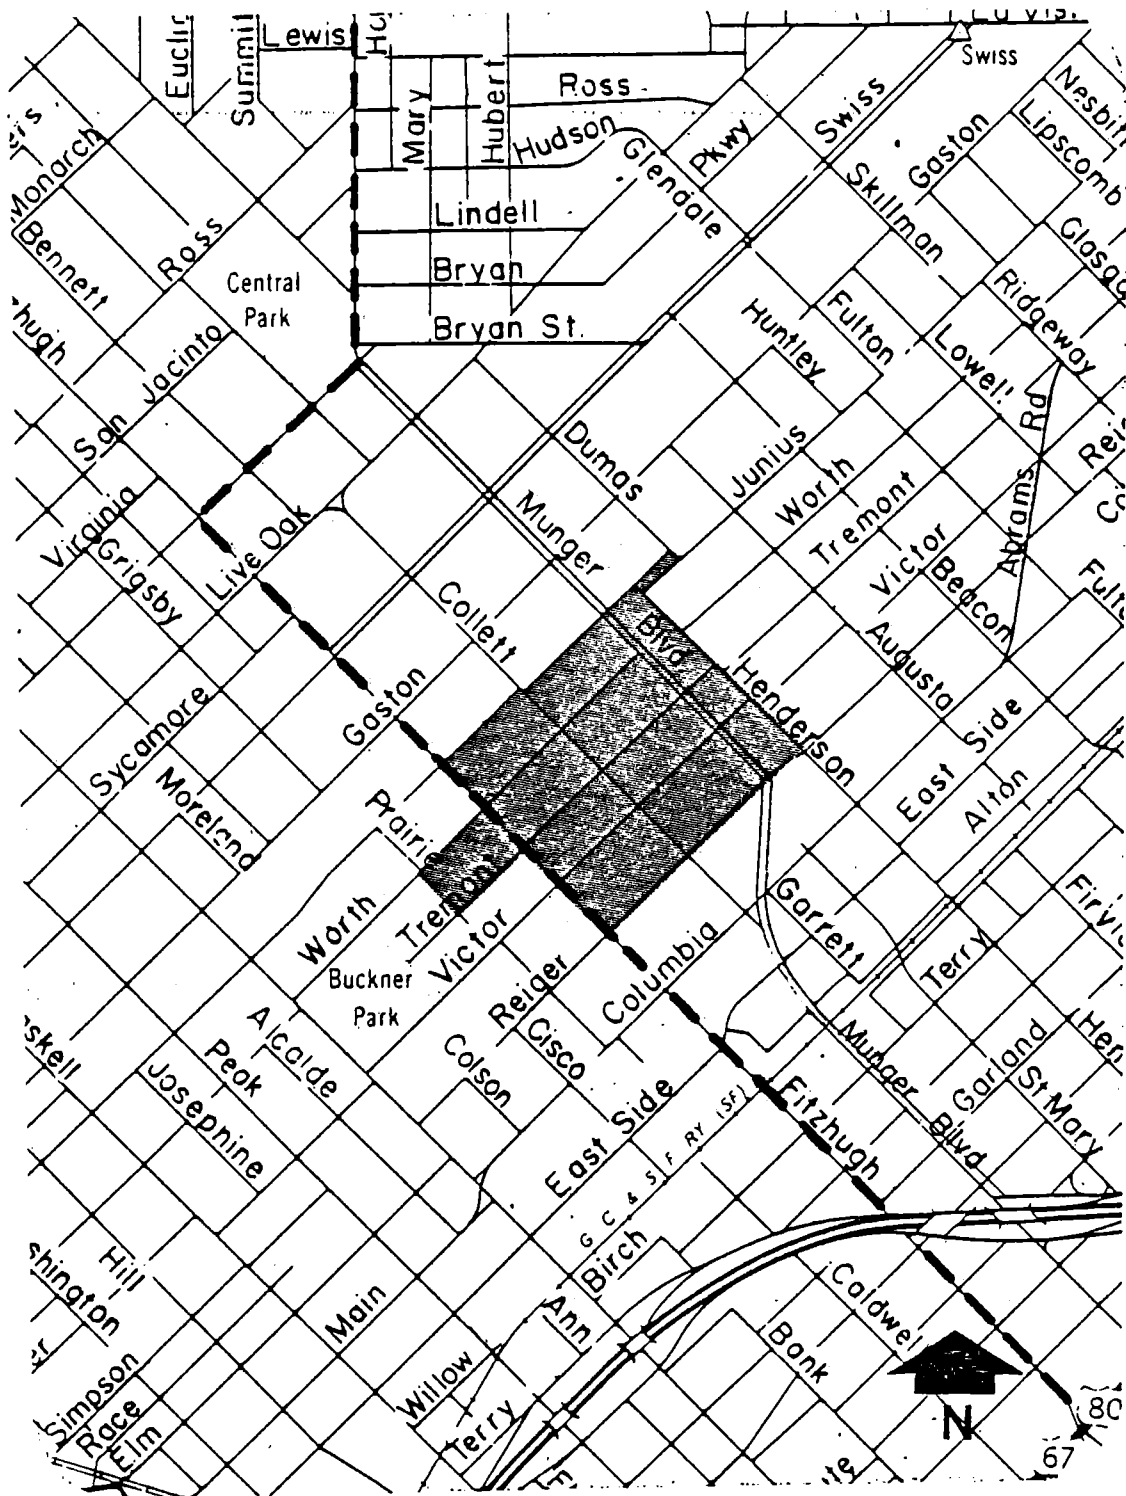 Lewis
Summit
Mary
Hubert
Ross
Hudson
Glendale
Pkwy
Swiss
Swiss
Gaston
Nesbitt
Lipscomb
Skillman
Monarch
Bennett
Ross
Lindell
Bryan
Bryan St.
Central
Park
San Jacinto
Huntley
Fulton
Lowell
Ridgeway
Abrams Rd
Virginia
Grigsby
Live Oak
Dumas
Munger
Blvd
Junius
Worth
Tremont
Victor
Beacon
Augusta
Collett
Gaston
Henderson
East Side
Alton
Sycamore
Moreland
Prairie
Tremont
Worth
Victor
Buckner
Park
Reiger
Columbia
Garrett
Terry
Alcalde
Peak
Josephine
Colson
Cisco
East Side
G C & S F RY (SF)
Fitzhugh
Munger Blvd
Garland
St Mary
Birch
Ann
Hill
Main
Willow
Terry
Simpson
Race
Elm
Bank
N
80
67